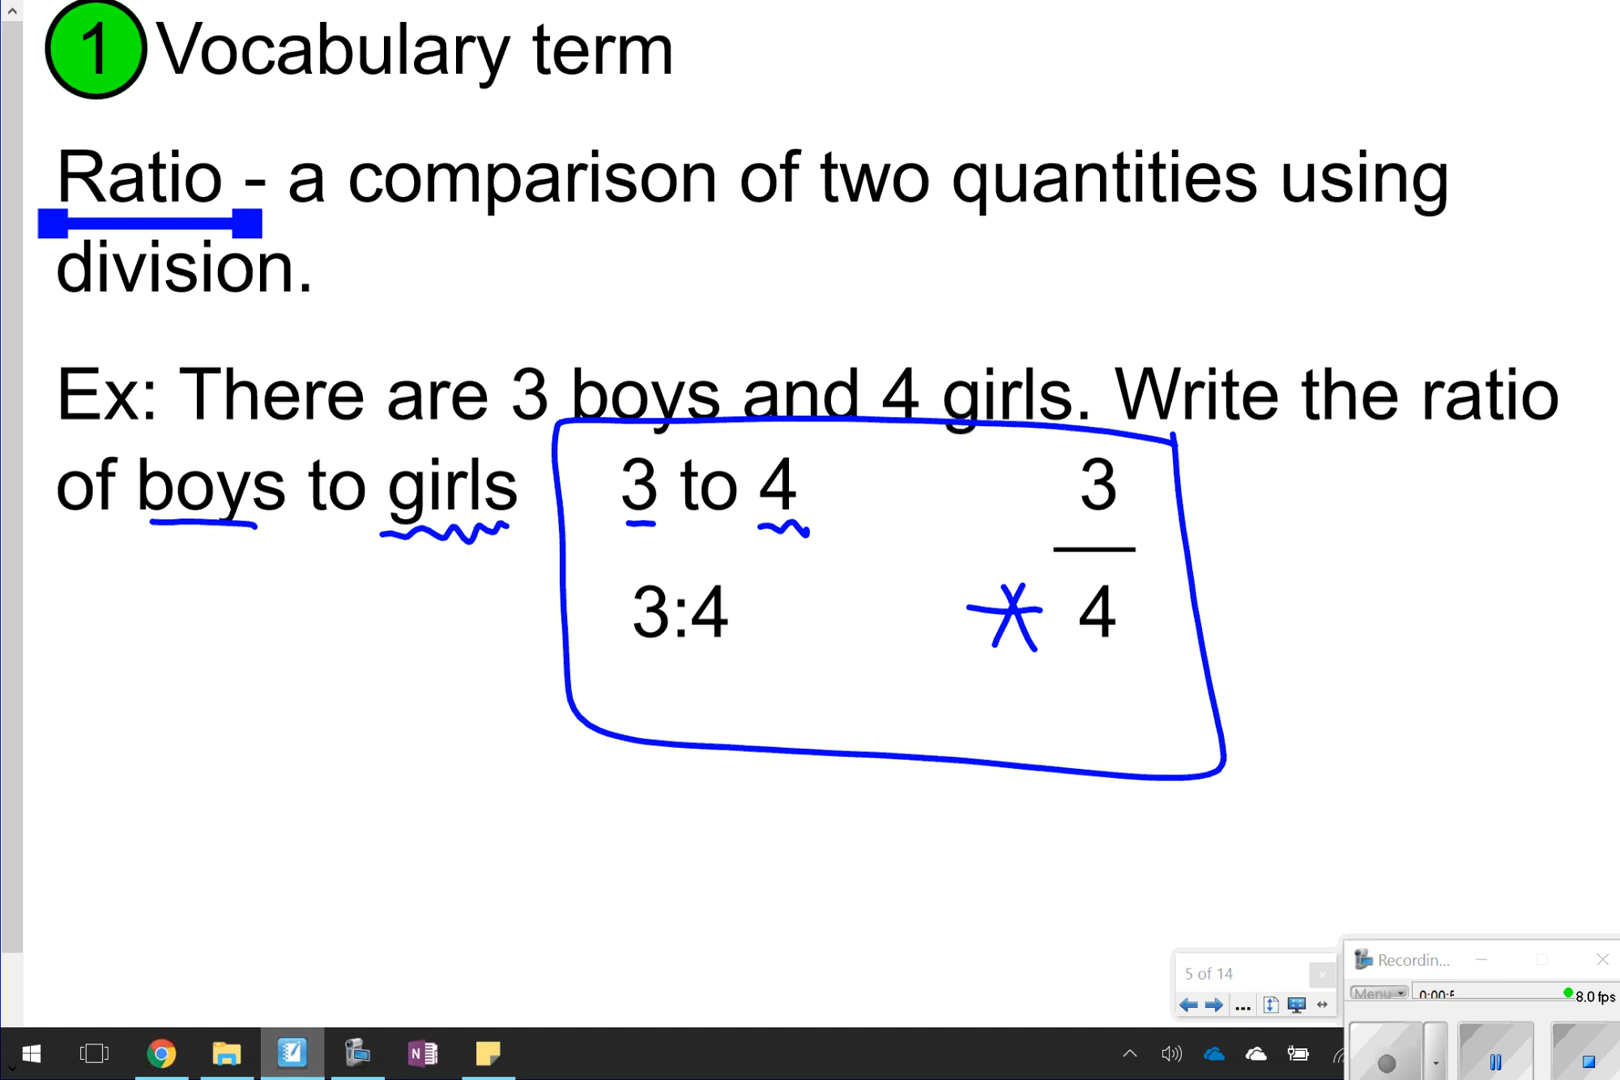 1 Vocabulary term
Ratio - a comparison of two quantities using
division.
Ex: There are 3 boys and 4 girls. Write the ratio
of boys to girls 3 to 4 3
3:4 * 4
5 of 14
Recordin...
Menu
8.0 fps